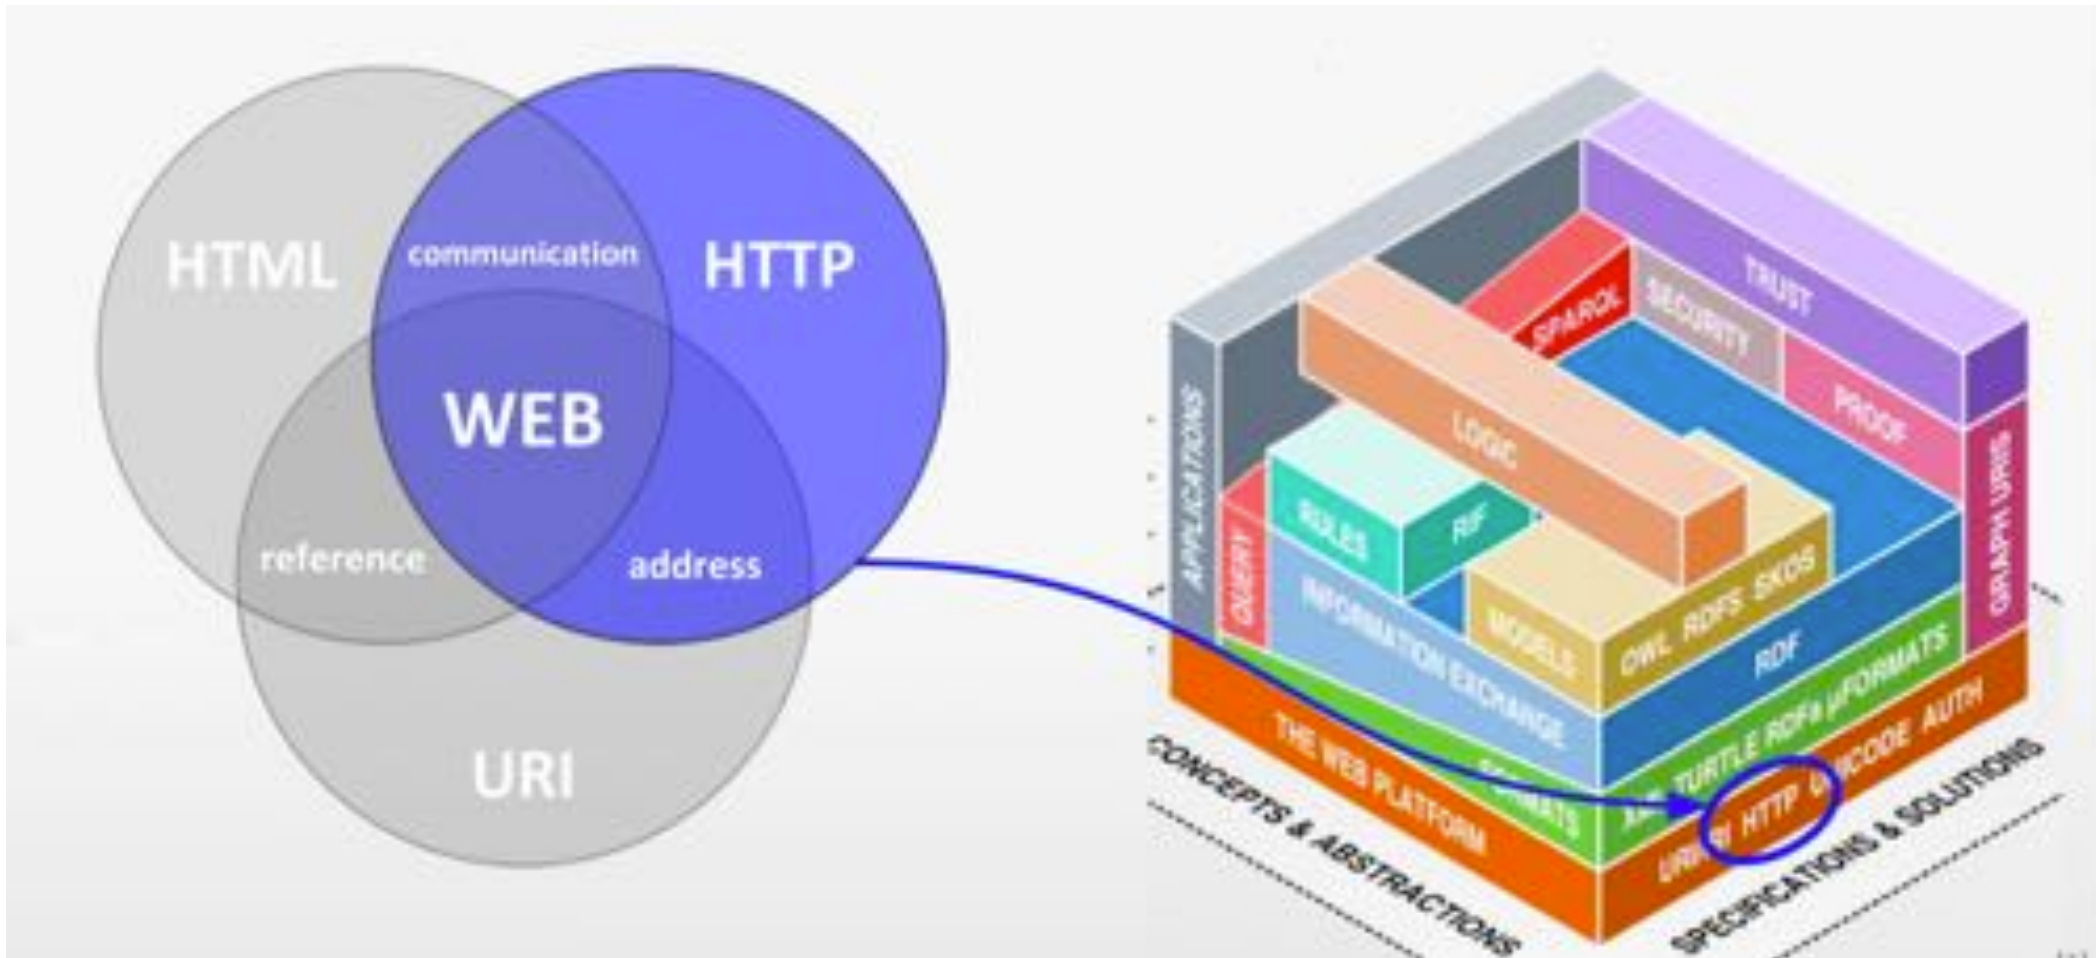 HTML
communication
HTTP
WEB
reference
address
URI
TRUST
SPARQL
SECURITY
PROOF
LOGIC
APPLICATIONS
GRAPH URIS
RULES
RIF
QUERY
INFORMATION EXCHANGE
MODELS
OWL RDFS SKOS
RDF
TURTLE RDFa µFORMATS
THE WEB PLATFORM
HTTP
AUTH
CONCEPTS & ABSTRACTIONS
SPECIFICATIONS & SOLUTIONS